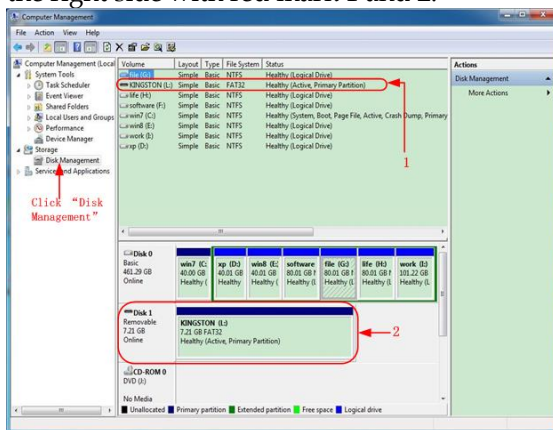 the right side with red mark 1 and 2.
Computer Management
File Action View Help
Computer Management (Local
System Tools
Task Scheduler
Event Viewer
Shared Folders
Local Users and Groups
Performance
Device Manager
Storage
Disk Management
Services and Applications
Click "Disk
Management"
Volume Layout Type File System Status
file (G:) Simple Basic NTFS Healthy (Logical Drive)
KINGSTON (L:) Simple Basic FAT32 Healthy (Active, Primary Partition)
life (H:) Simple Basic NTFS Healthy (Logical Drive)
software (F:) Simple Basic NTFS Healthy (Logical Drive)
win7 (C:) Simple Basic NTFS Healthy (System, Boot, Page File, Active, Crash Dump, Primary
win8 (E:) Simple Basic NTFS Healthy (Logical Drive)
work (I:) Simple Basic NTFS Healthy (Logical Drive)
xp (D:) Simple Basic NTFS Healthy (Logical Drive)
1
Actions
Disk Management
More Actions
Disk 0
Basic
461.29 GB
Online
win7 (C:
40.00 GB
Healthy (
xp (D:)
40.01 GB
Healthy
win8 (E:
40.01 GB
Healthy (
software
80.01 GB f
Healthy (L
file (G:)
80.01 GB f
Healthy (L
life (H:)
80.01 GB f
Healthy (L
work (I:)
101.22 GB
Healthy (L
Disk 1
Removable
7.21 GB
Online
KINGSTON (L:)
7.21 GB FAT32
Healthy (Active, Primary Partition)
2
CD-ROM 0
DVD (J:)
No Media
Unallocated Primary partition Extended partition Free space Logical drive